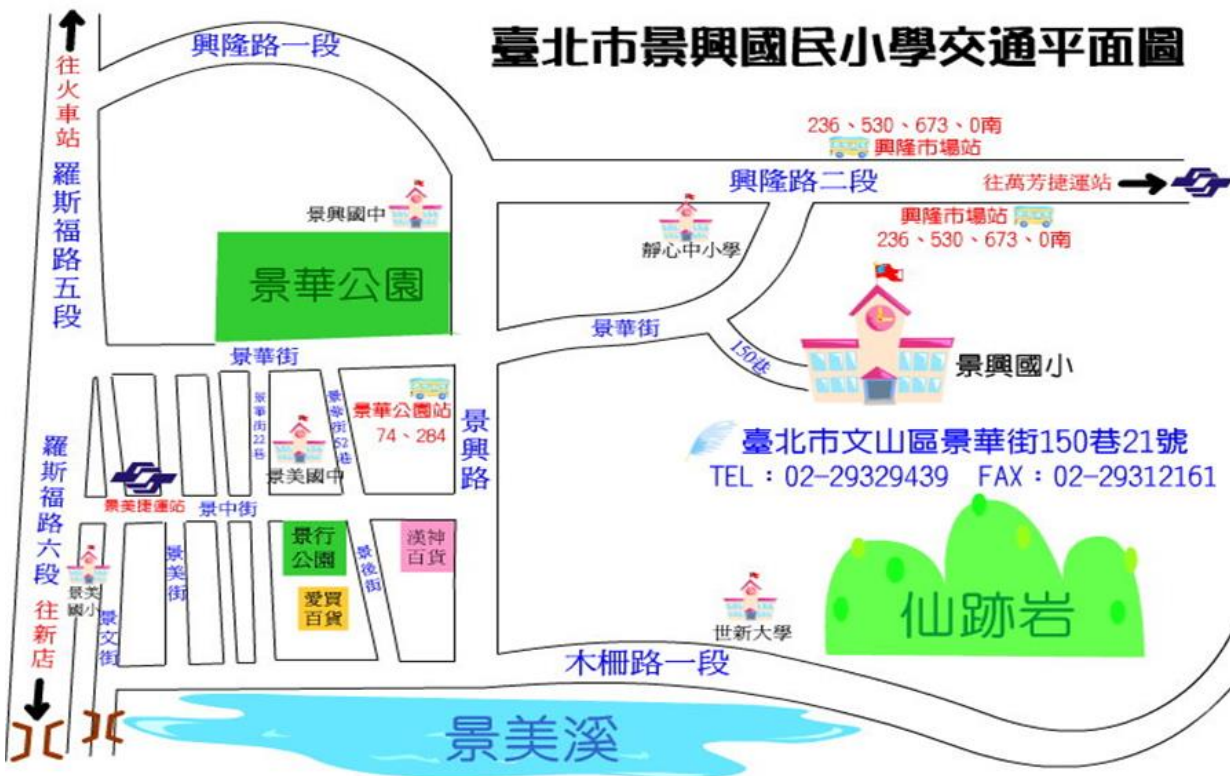 臺北市景興國民小學交通平面圖
興隆路一段
往火車站
羅斯福路五段
236、530、673、0南
興隆市場站
興隆路二段
往萬芳捷運站
興隆市場站
236、530、673、0南
景興國中
靜心中小學
景華公園
景華街
景華街
150巷
景興國小
景華街22巷
景華街52巷
景華公園站
74、284
景興路
景美國中
臺北市文山區景華街150巷21號
TEL：02-29329439 FAX：02-29312161
羅斯福路六段
景美捷運站
景中街
景行
公園
漢神
百貨
景後街
景美街
景美
國小
愛買
百貨
景文街
往新店
世新大學
仙跡岩
木柵路一段
景美溪